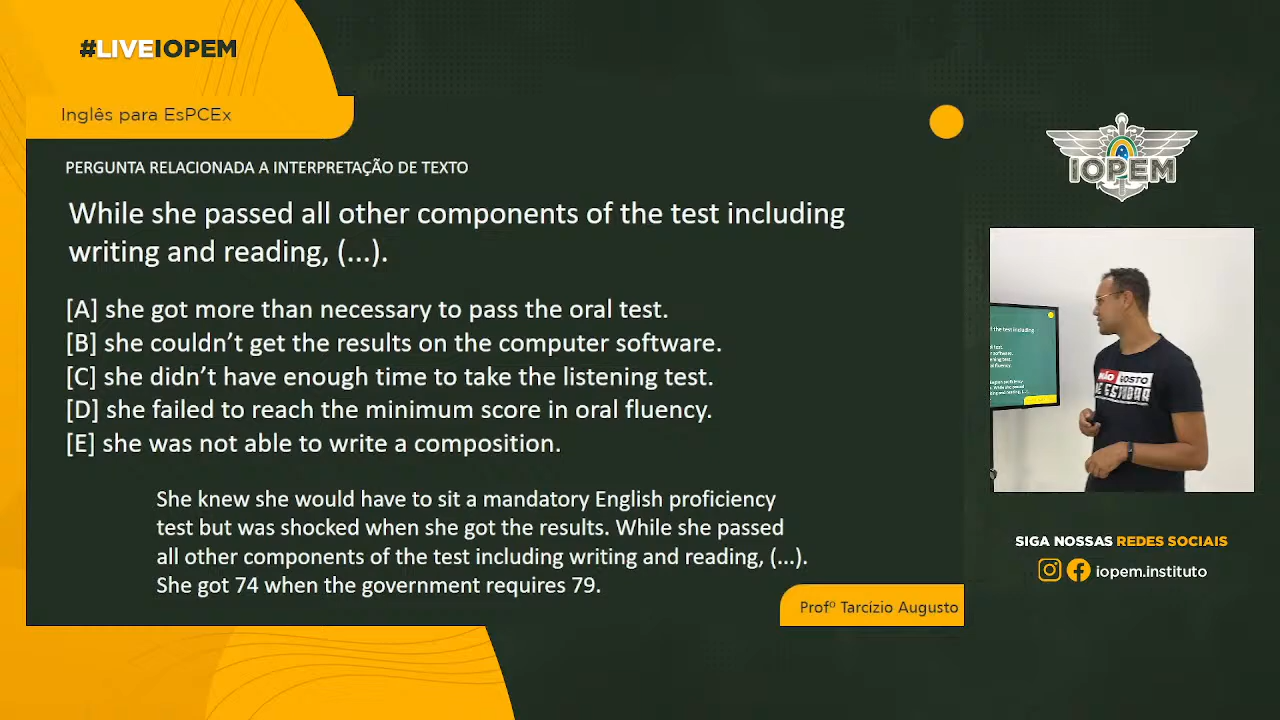 #LIVEIOPEM
Inglês para EsPCEx
PERGUNTA RELACIONADA A INTERPRETAÇÃO DE TEXTO
While she passed all other components of the test including
writing and reading, (...).
[A] she got more than necessary to pass the oral test.
[B] she couldn’t get the results on the computer software.
[C] she didn’t have enough time to take the listening test.
[D] she failed to reach the minimum score in oral fluency.
[E] she was not able to write a composition.
She knew she would have to sit a mandatory English proficiency
test but was shocked when she got the results. While she passed
all other components of the test including writing and reading, (...).
She got 74 when the government requires 79.
Profº Tarcízio Augusto
IOPEM
NÃO GOSTO
SIGA NOSSAS REDES SOCIAIS
iopem.instituto